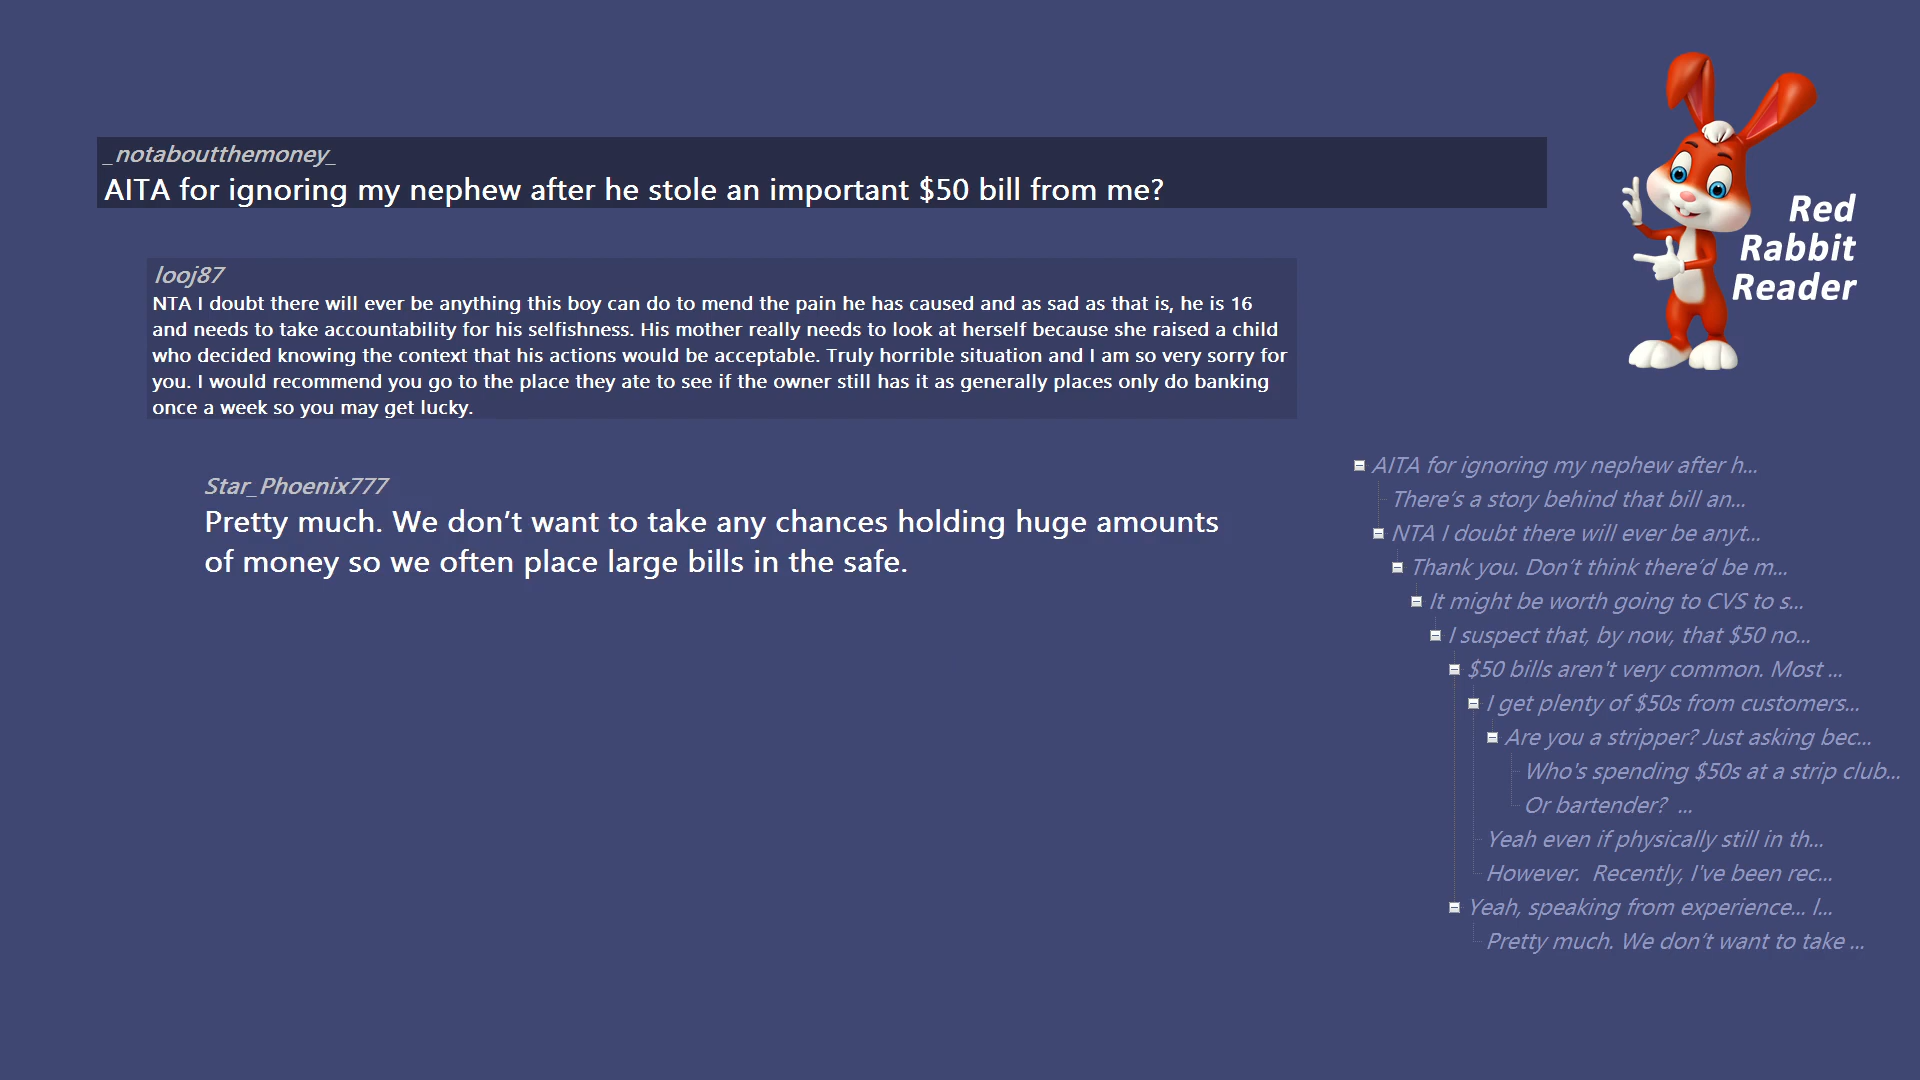 _notaboutthemoney_
AITA for ignoring my nephew after he stole an important $50 bill from me?
looj87
NTA I doubt there will ever be anything this boy can do to mend the pain he has caused and as sad as that is, he is 16
and needs to take accountability for his selfishness. His mother really needs to look at herself because she raised a child
who decided knowing the context that his actions would be acceptable. Truly horrible situation and I am so very sorry for
you. I would recommend you go to the place they ate to see if the owner still has it as generally places only do banking
once a week so you may get lucky.
Star_Phoenix777
Pretty much. We don’t want to take any chances holding huge amounts
of money so we often place large bills in the safe.
Red
Rabbit
Reader
AITA for ignoring my nephew after h...
There’s a story behind that bill an...
NTA I doubt there will ever be anyt...
Thank you. Don’t think there’d be m...
It might be worth going to CVS to s...
I suspect that, by now, that $50 no...
$50 bills aren't very common. Most ...
I get plenty of $50s from customers...
Are you a stripper? Just asking bec...
Who's spending $50s at a strip club...
Or bartender? ...
Yeah even if physically still in th...
However. Recently, I've been rec...
Yeah, speaking from experience... I...
Pretty much. We don’t want to take ...